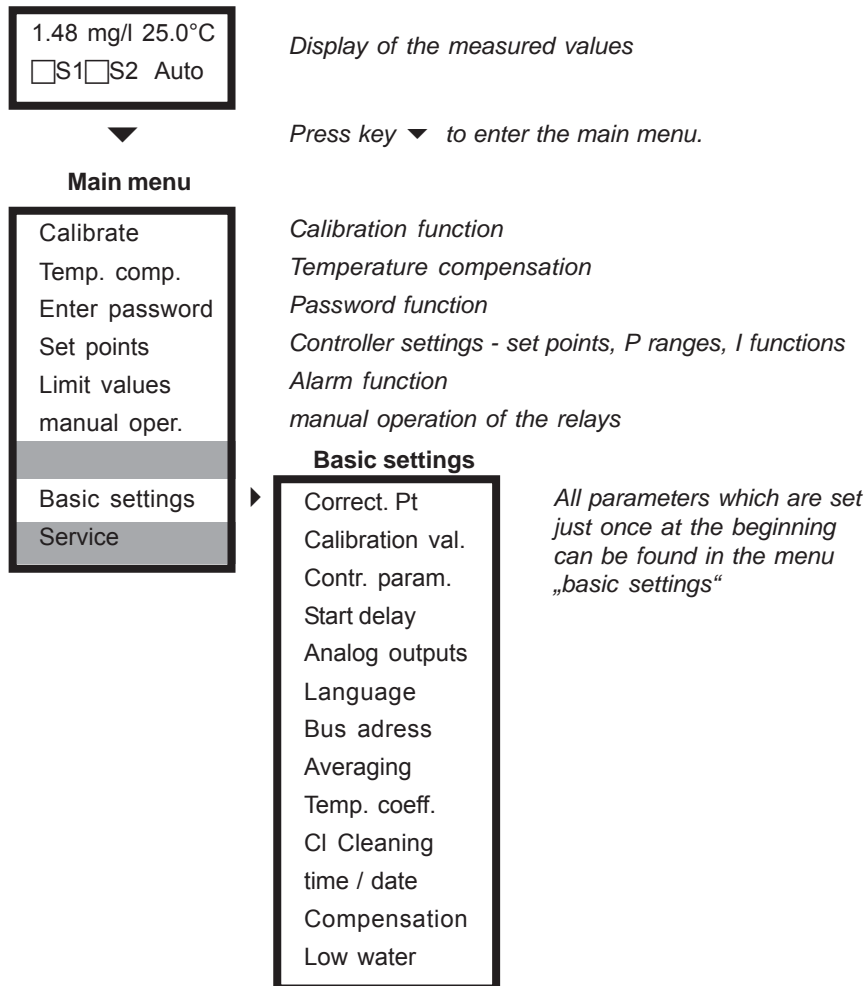 1.48 mg/l 25.0°C
☐S1☐S2 Auto
Display of the measured values
Press key ▼ to enter the main menu.
Main menu
Calibrate
Calibration function
Temp. comp.
Temperature compensation
Enter password
Password function
Set points
Controller settings - set points, P ranges, I functions
Limit values
Alarm function
manual oper.
manual operation of the relays
Basic settings
Service
Basic settings
Correct. Pt
Calibration val.
Contr. param.
Start delay
Analog outputs
Language
Bus adress
Averaging
Temp. coeff.
Cl Cleaning
time / date
Compensation
Low water
All parameters which are set
just once at the beginning
can be found in the menu
„basic settings“